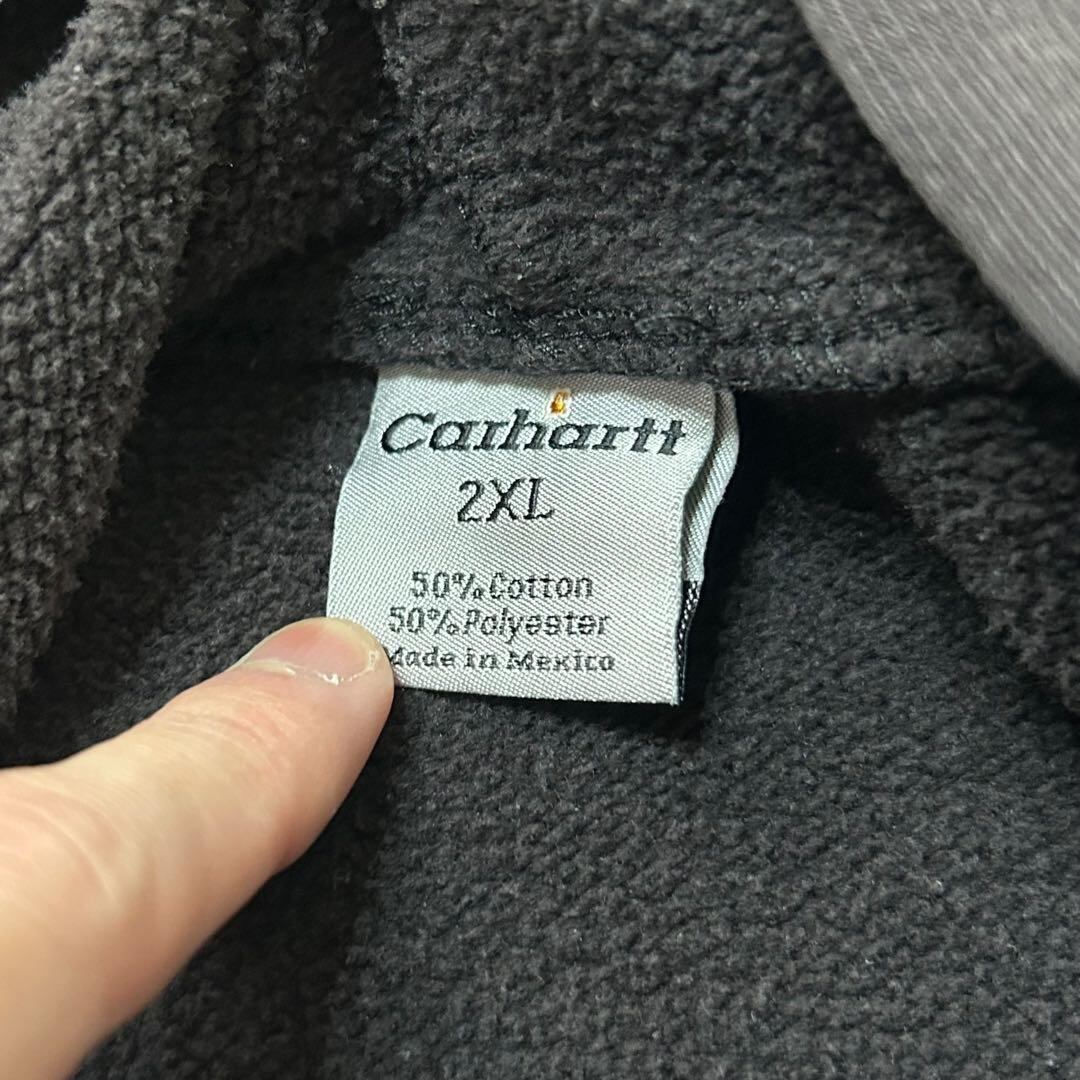 Carhartt
2XL
50% Cotton
50% Polyester
Made in Mexico